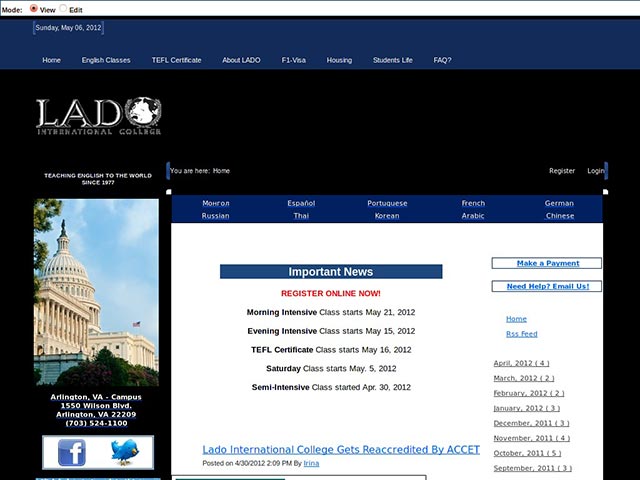 Mode: View Edit
Sunday, May 06, 2012
Home English Classes TEFL Certificate About LADO F1-Visa Housing Students Life FAQ?
LADO
INTERNATIONAL COLLEGE
TEACHING ENGLISH TO THE WORLD
SINCE 1977
You are here: Home
Register Login
Монгол Español Portuguese French German
Russian Thai Korean Arabic Chinese
Important News
REGISTER ONLINE NOW!
Morning Intensive Class starts May 21, 2012
Evening Intensive Class starts May 15, 2012
TEFL Certificate Class starts May 16, 2012
Saturday Class starts May. 5, 2012
Semi-Intensive Class started Apr. 30, 2012
Lado International College Gets Reaccredited By ACCET
Posted on 4/30/2012 2:09 PM By Irina
Make a Payment
Need Help? Email Us!
Home
Rss Feed
April, 2012 ( 4 )
March, 2012 ( 2 )
February, 2012 ( 2 )
January, 2012 ( 3 )
December, 2011 ( 3 )
November, 2011 ( 4 )
October, 2011 ( 5 )
September, 2011 ( 3 )
Arlington, VA - Campus
1550 Wilson Blvd.
Arlington, VA 22209
(703) 524-1100